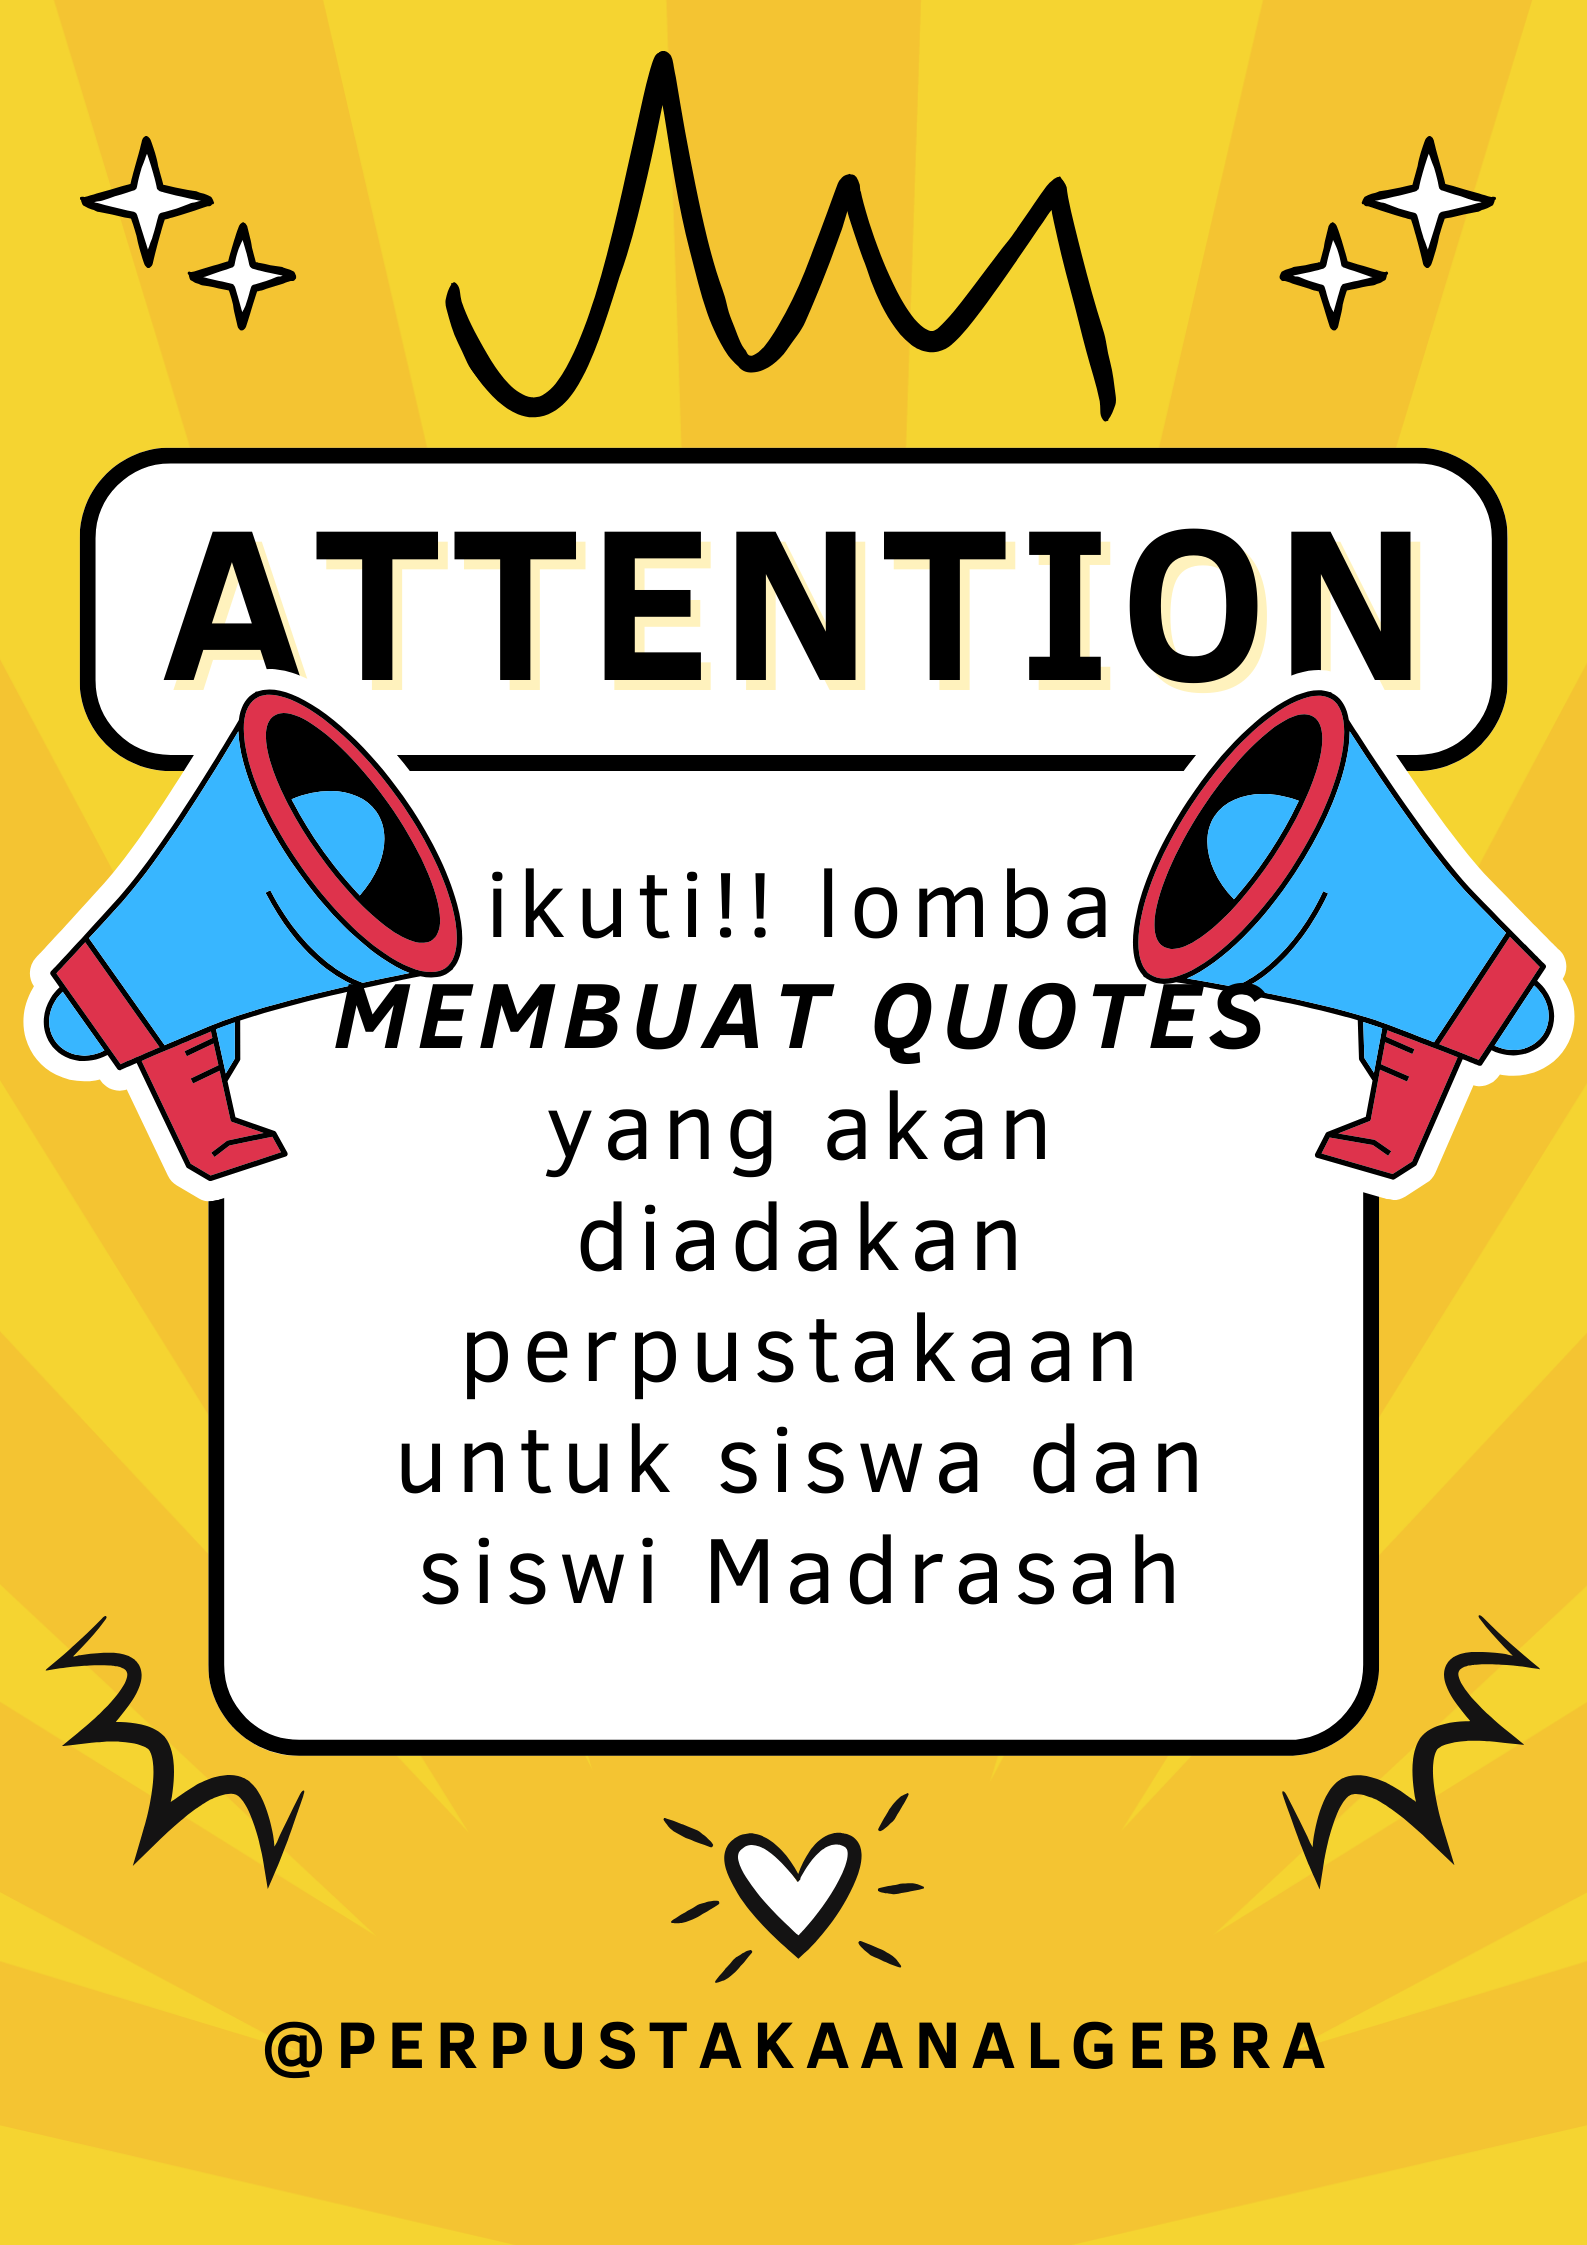 ATTENTION
ikuti!! lomba
MEMBUAT QUOTES
yang akan
diadakan
perpustakaan
untuk siswa dan
siswi Madrasah
@PERPUSTAKAANALGEBRA